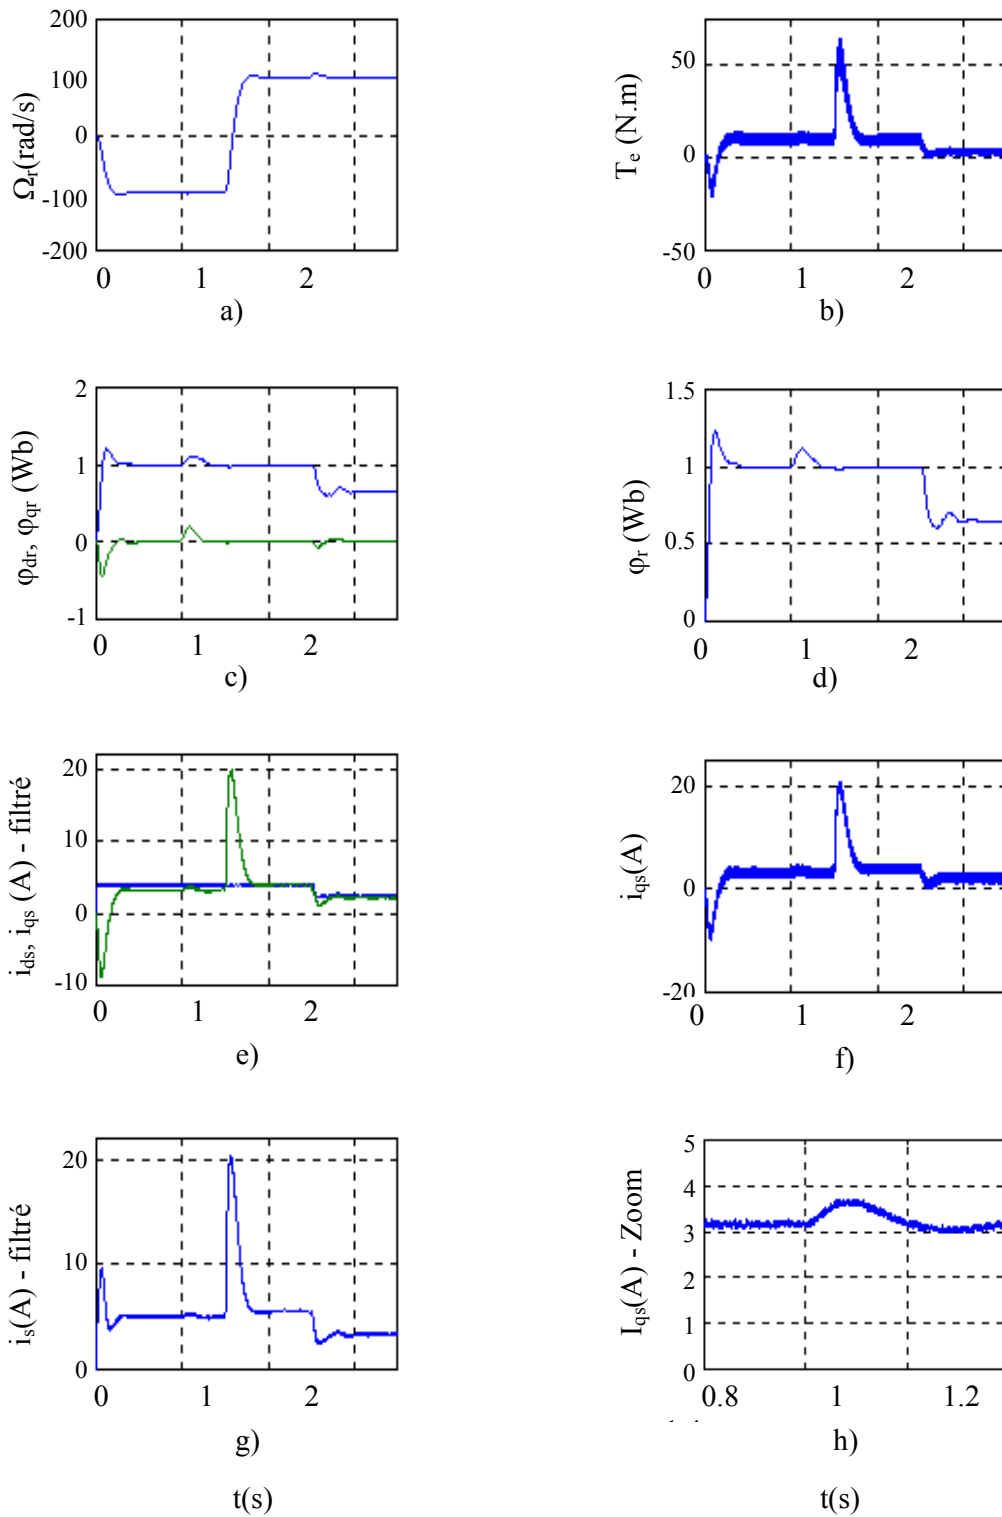 200
100
0
-100
-200
Ωr(rad/s)
0 1 2
a)
50
0
-50
Te (N.m)
0 1 2
b)
2
1
0
-1
φdr, φqr (Wb)
0 1 2
c)
1.5
1
0.5
0
φr (Wb)
0 1 2
d)
20
10
0
-10
ids, iqs (A) - filtré
0 1 2
e)
20
0
-20
iqs(A)
0 1 2
f)
20
10
0
is(A) - filtré
0 1 2
g)
t(s)
5
4
3
2
1
0
Iqs(A) - Zoom
0.8 1 1.2
h)
t(s)